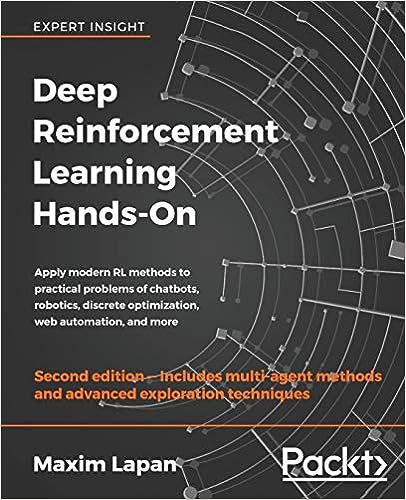 EXPERT INSIGHT
Deep
Reinforcement
Learning
Hands-On
Apply modern RL methods to
practical problems of chatbots,
robotics, discrete optimization,
web automation, and more
Second edition – Includes multi-agent methods
and advanced exploration techniques
Maxim Lapan
Packt>